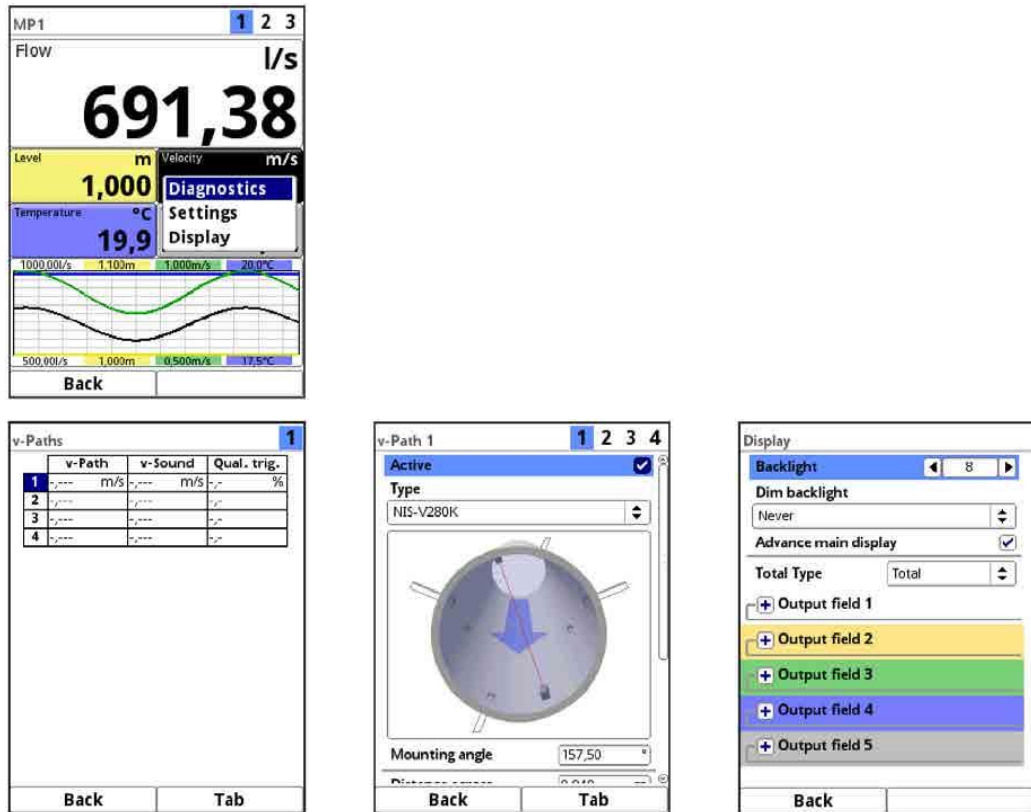 MP1 1 2 3
Flow l/s
691,38
Level m Velocity m/s
1,000
Diagnostics
Settings
Display
Temperature °C
19,9
1000,00l/s 1,100m 1,000m/s 20,0°C
500,00l/s 1,000m 0,500m/s 17,5°C
Back
v-Paths 1
v-Path v-Sound Qual. trig.
1 -,--- m/s -,--- m/s -,- %
2 -,--- -,--- -,-
3 -,--- -,--- -,-
4 -,--- -,--- -,-
Back Tab
v-Path 1 1 2 3 4
Active
Type
NIS-V280K
Mounting angle 157,50 °
Back Tab
Display
Backlight 8
Dim backlight
Never
Advance main display
Total Type Total
Output field 1
Output field 2
Output field 3
Output field 4
Output field 5
Back